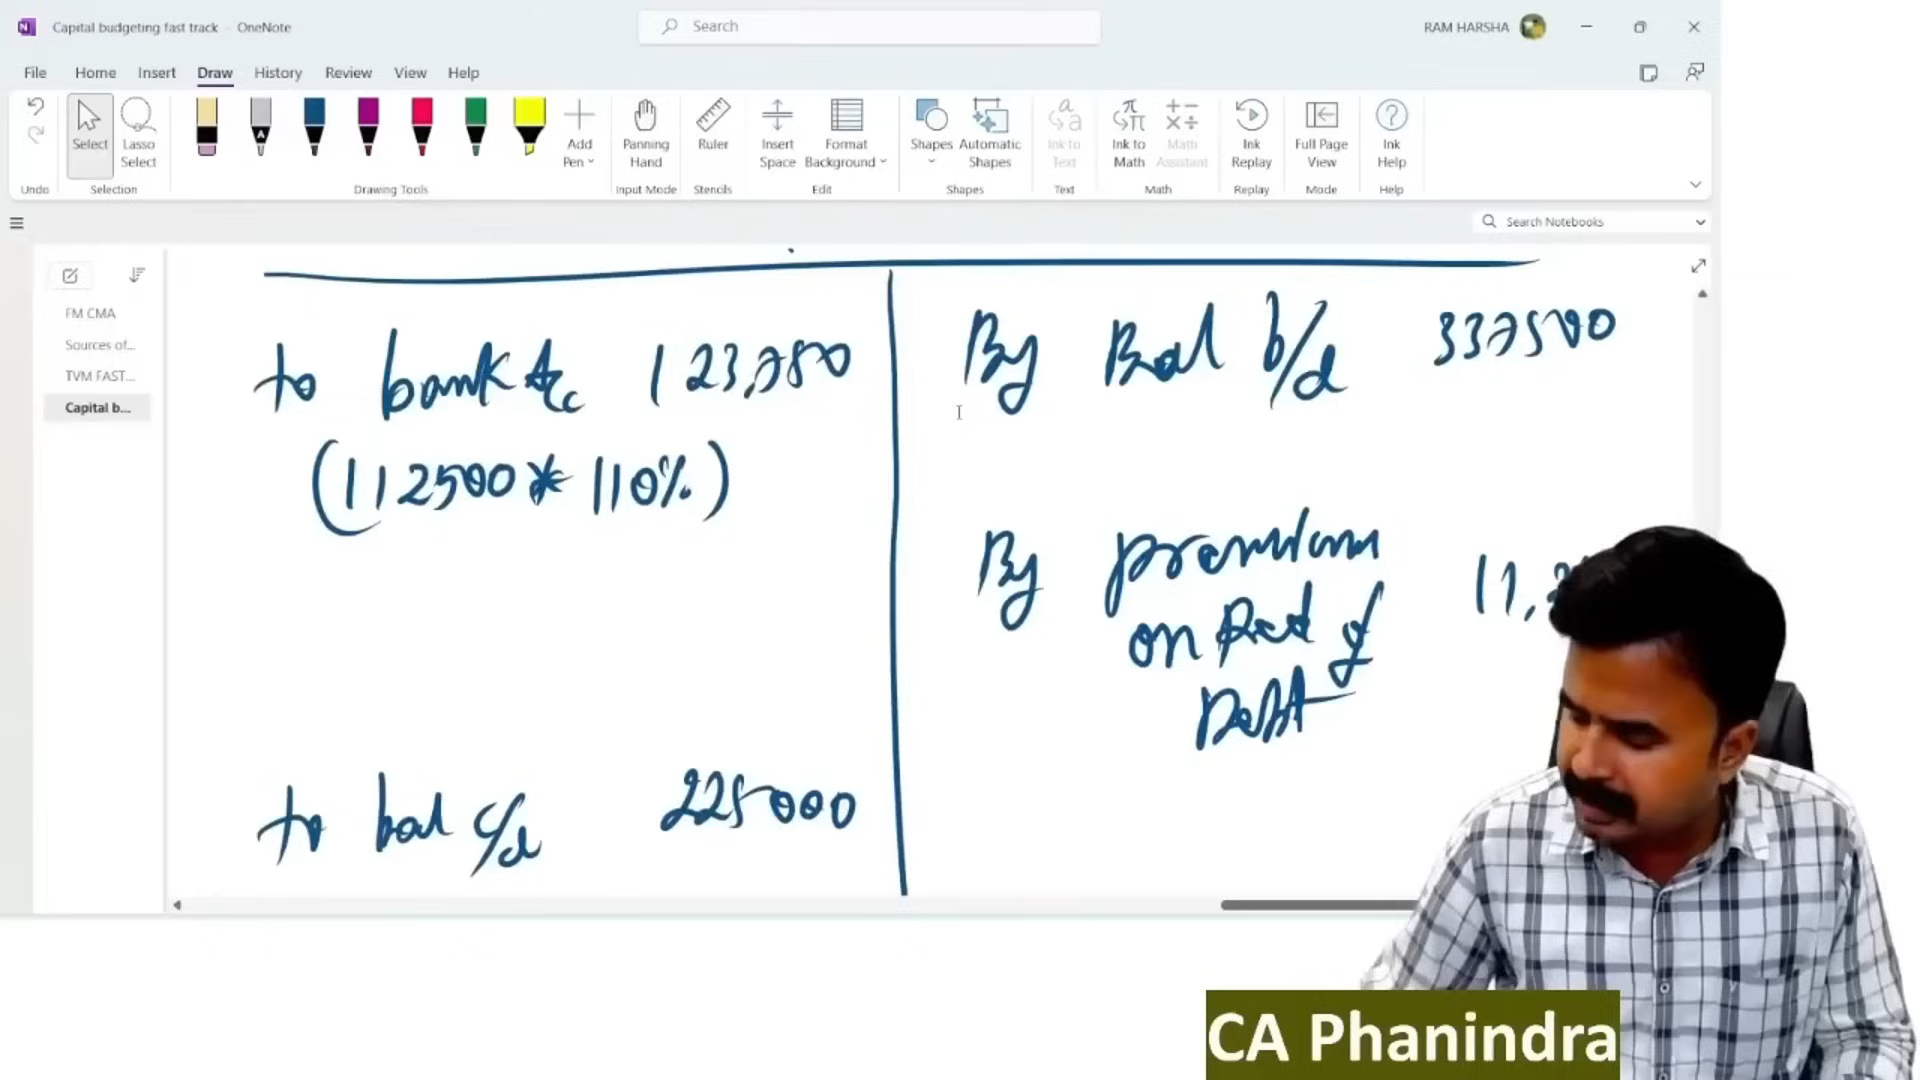 Capital budgeting fast track - OneNote
Search
RAM HARSHA
File Home Insert Draw History Review View Help
Undo
Select
Lasso Select
Selection
Drawing Tools
Add Pen
Panning Hand
Input Mode
Ruler
Stencils
Insert Space
Format Background
Edit
Shapes
Automatic Shapes
Shapes
Ink to Text
Text
Ink to Math
Math Assistant
Math
Ink Replay
Replay
Full Page View
Mode
Ink Help
Help
Search Notebooks
FM CMA
Sources of...
TVM FAST...
Capital b...
to bank A/c 123,750
(112500 * 110%)
to bal c/d 225000
By Bal b/d 337500
By premium on Red of Debt 11,2
CA Phanindra